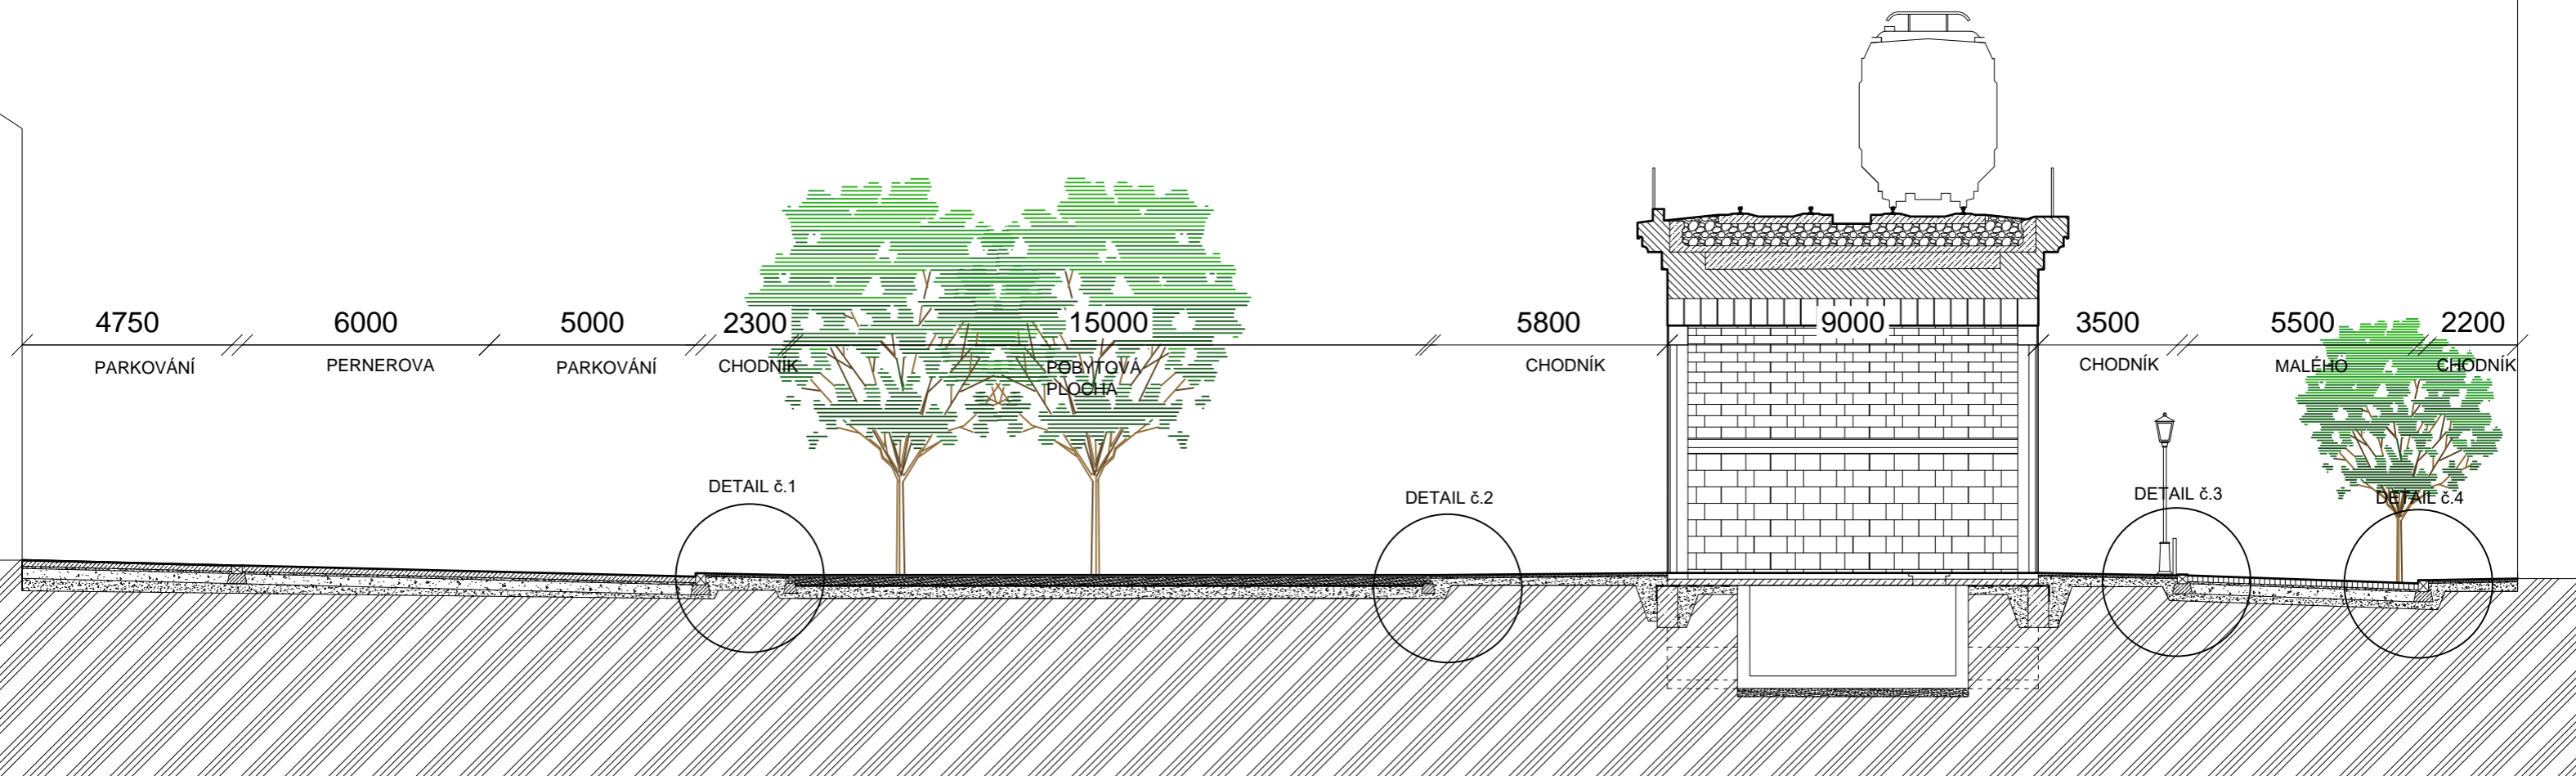 4750
PARKOVÁNÍ
6000
PERNEROVA
5000
PARKOVÁNÍ
2300
CHODNÍK
15000
POBYTOVÁ
PLOCHA
5800
CHODNÍK
9000
3500
CHODNÍK
5500
MALÉHO
2200
CHODNÍK
DETAIL č.1
DETAIL č.2
DETAIL č.3
DETAIL č.4